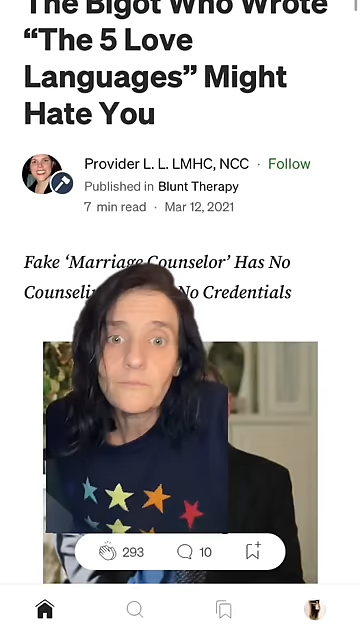 The Bigot Who Wrote
“The 5 Love
Languages” Might
Hate You
Provider L. L. LMHC, NCC · Follow
Published in Blunt Therapy
7 min read · Mar 12, 2021
Fake ‘Marriage Counselor’ Has No
No Credentials
293
10